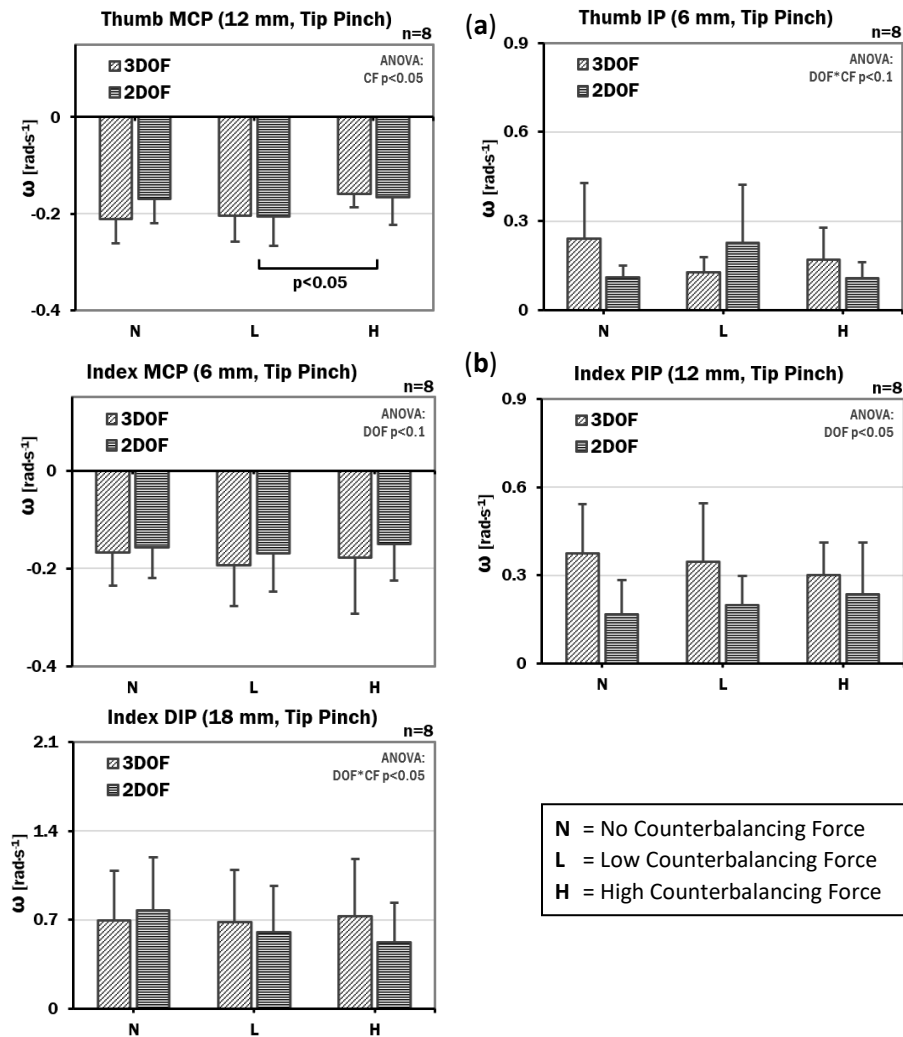 Thumb MCP (12 mm, Tip Pinch)
n=8
3DOF
2DOF
ANOVA:
CF p<0.05
ω [rad·s⁻¹]
0
-0.2
-0.4
p<0.05
N L H
(a)
Thumb IP (6 mm, Tip Pinch)
n=8
3DOF
2DOF
ANOVA:
DOF*CF p<0.1
ω [rad·s⁻¹]
0.9
0.6
0.3
0
N L H
Index MCP (6 mm, Tip Pinch)
n=8
3DOF
2DOF
ANOVA:
DOF p<0.1
ω [rad·s⁻¹]
0
-0.2
-0.4
N L H
(b)
Index PIP (12 mm, Tip Pinch)
n=8
3DOF
2DOF
ANOVA:
DOF p<0.05
ω [rad·s⁻¹]
0.9
0.6
0.3
0
N L H
Index DIP (18 mm, Tip Pinch)
n=8
3DOF
2DOF
ANOVA:
DOF*CF p<0.05
ω [rad·s⁻¹]
2.1
1.4
0.7
0
N L H
N = No Counterbalancing Force
L = Low Counterbalancing Force
H = High Counterbalancing Force